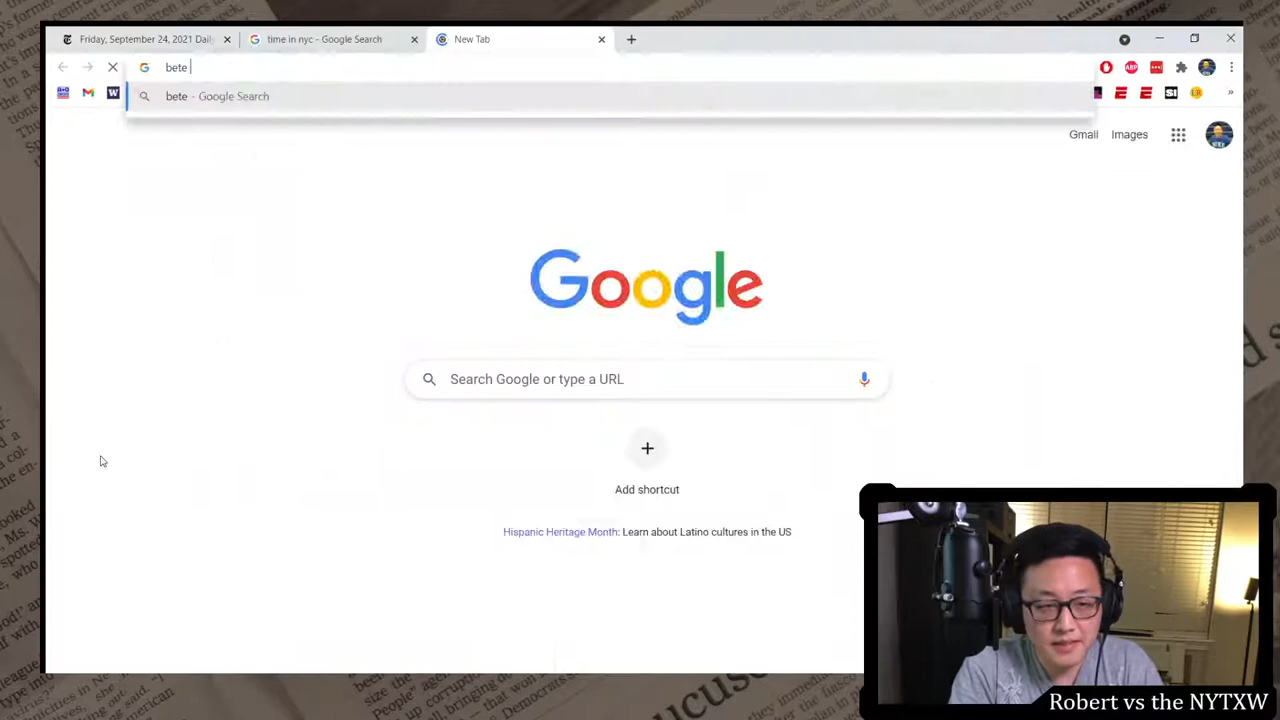 Friday, September 24, 2021 Dail
time in nyc - Google Search
New Tab
bete
bete - Google Search
Gmail
Images
Google
Search Google or type a URL
Add shortcut
Hispanic Heritage Month: Learn about Latino cultures in the US
Robert vs the NYTXW